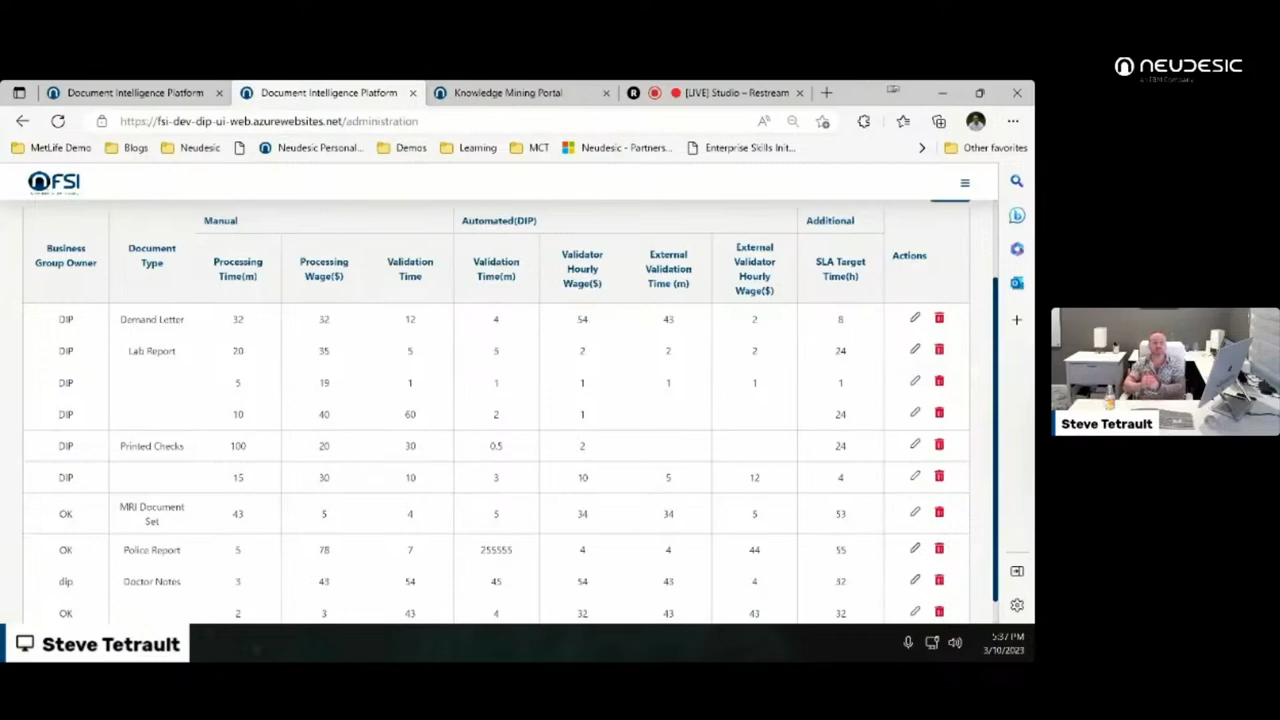 NEUDESIC
an IBM Company
Document Intelligence Platform
Document Intelligence Platform
Knowledge Mining Portal
R
[LIVE] Studio – Restream
https://fsi-dev-dip-ui-web.azurewebsites.net/administration
MetLife Demo
Blogs
Neudesic
Neudesic Personal...
Demos
Learning
MCT
Neudesic - Partners...
Enterprise Skills Init...
Other favorites
FSI
Manual
Automated(DIP)
Additional
Business Group Owner
Document Type
Processing Time(m)
Processing Wage($)
Validation Time
Validation Time(m)
Validator Hourly Wage($)
External Validation Time (m)
External Validator Hourly Wage($)
SLA Target Time(h)
Actions
DIP Demand Letter 32 32 12 4 54 43 2 8
DIP Lab Report 20 35 5 5 2 2 2 24
DIP 5 19 1 1 1 1 1 1
DIP 10 40 60 2 1 24
DIP Printed Checks 100 20 30 0.5 2 24
DIP 15 30 10 3 10 5 12 4
OK MRI Document Set 43 5 4 5 34 34 5 53
OK Police Report 5 78 7 255555 4 4 44 55
dip Doctor Notes 3 43 54 45 54 43 4 32
OK 2 3 43 4 32 43 43 32
Steve Tetrault
Steve Tetrault
5:37 PM
3/10/2023